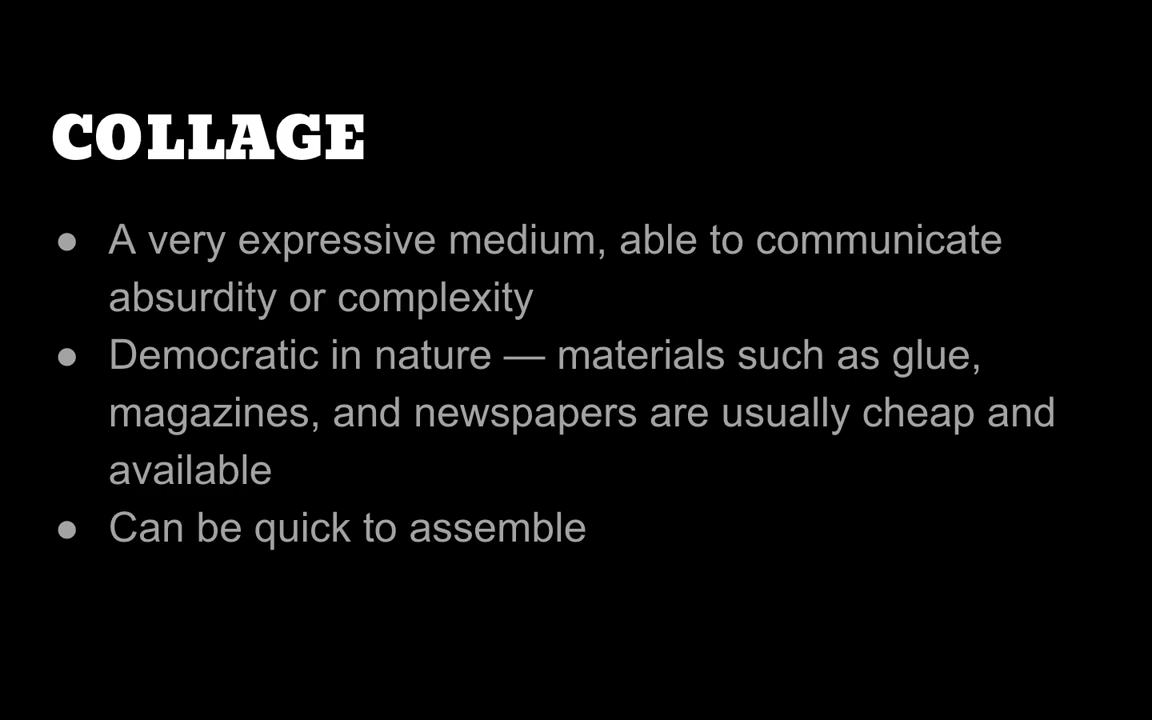 COLLAGE
● A very expressive medium, able to communicate
absurdity or complexity
● Democratic in nature — materials such as glue,
magazines, and newspapers are usually cheap and
available
● Can be quick to assemble